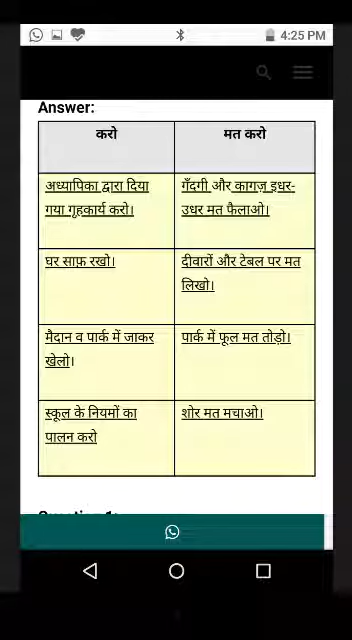 4:25 PM
Answer:
करो
मत करो
अध्यापिका द्वारा दिया
गया गृहकार्य करो।
गँदगी और कागज़ इधर-
उधर मत फैलाओ।
घर साफ़ रखो।
दीवारों और टेबल पर मत
लिखो।
मैदान व पार्क में जाकर
खेलो।
पार्क में फूल मत तोड़ो।
स्कूल के नियमों का
पालन करो
शोर मत मचाओ।